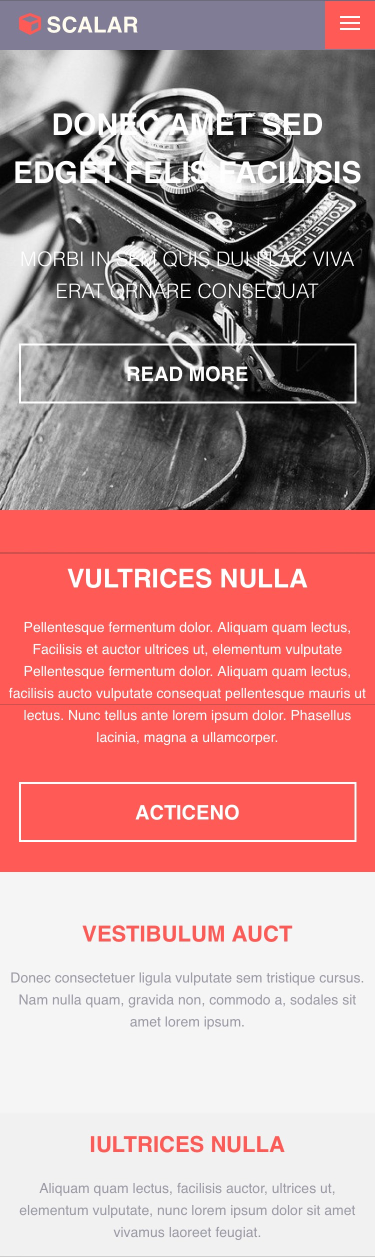 SCALAR
DONEC AMET SED
EDGET FELIS FACILISIS
ROLLEIFLEX
MORBI IN SEM QUIS DUI PLAC VIVA
ERAT ORNARE CONSEQUAT
READ MORE
VULTRICES NULLA
Pellentesque fermentum dolor. Aliquam quam lectus,
Facilisis et auctor ultrices ut, elementum vulputate
Pellentesque fermentum dolor. Aliquam quam lectus,
facilisis aucto vulputate consequat pellentesque mauris ut
lectus. Nunc tellus ante lorem ipsum dolor. Phasellus
lacinia, magna a ullamcorper.
ACTICENO
VESTIBULUM AUCT
Donec consectetuer ligula vulputate sem tristique cursus.
Nam nulla quam, gravida non, commodo a, sodales sit
amet lorem ipsum.
IULTRICES NULLA
Aliquam quam lectus, facilisis auctor, ultrices ut,
elementum vulputate, nunc lorem ipsum dolor sit amet
vivamus laoreet feugiat.